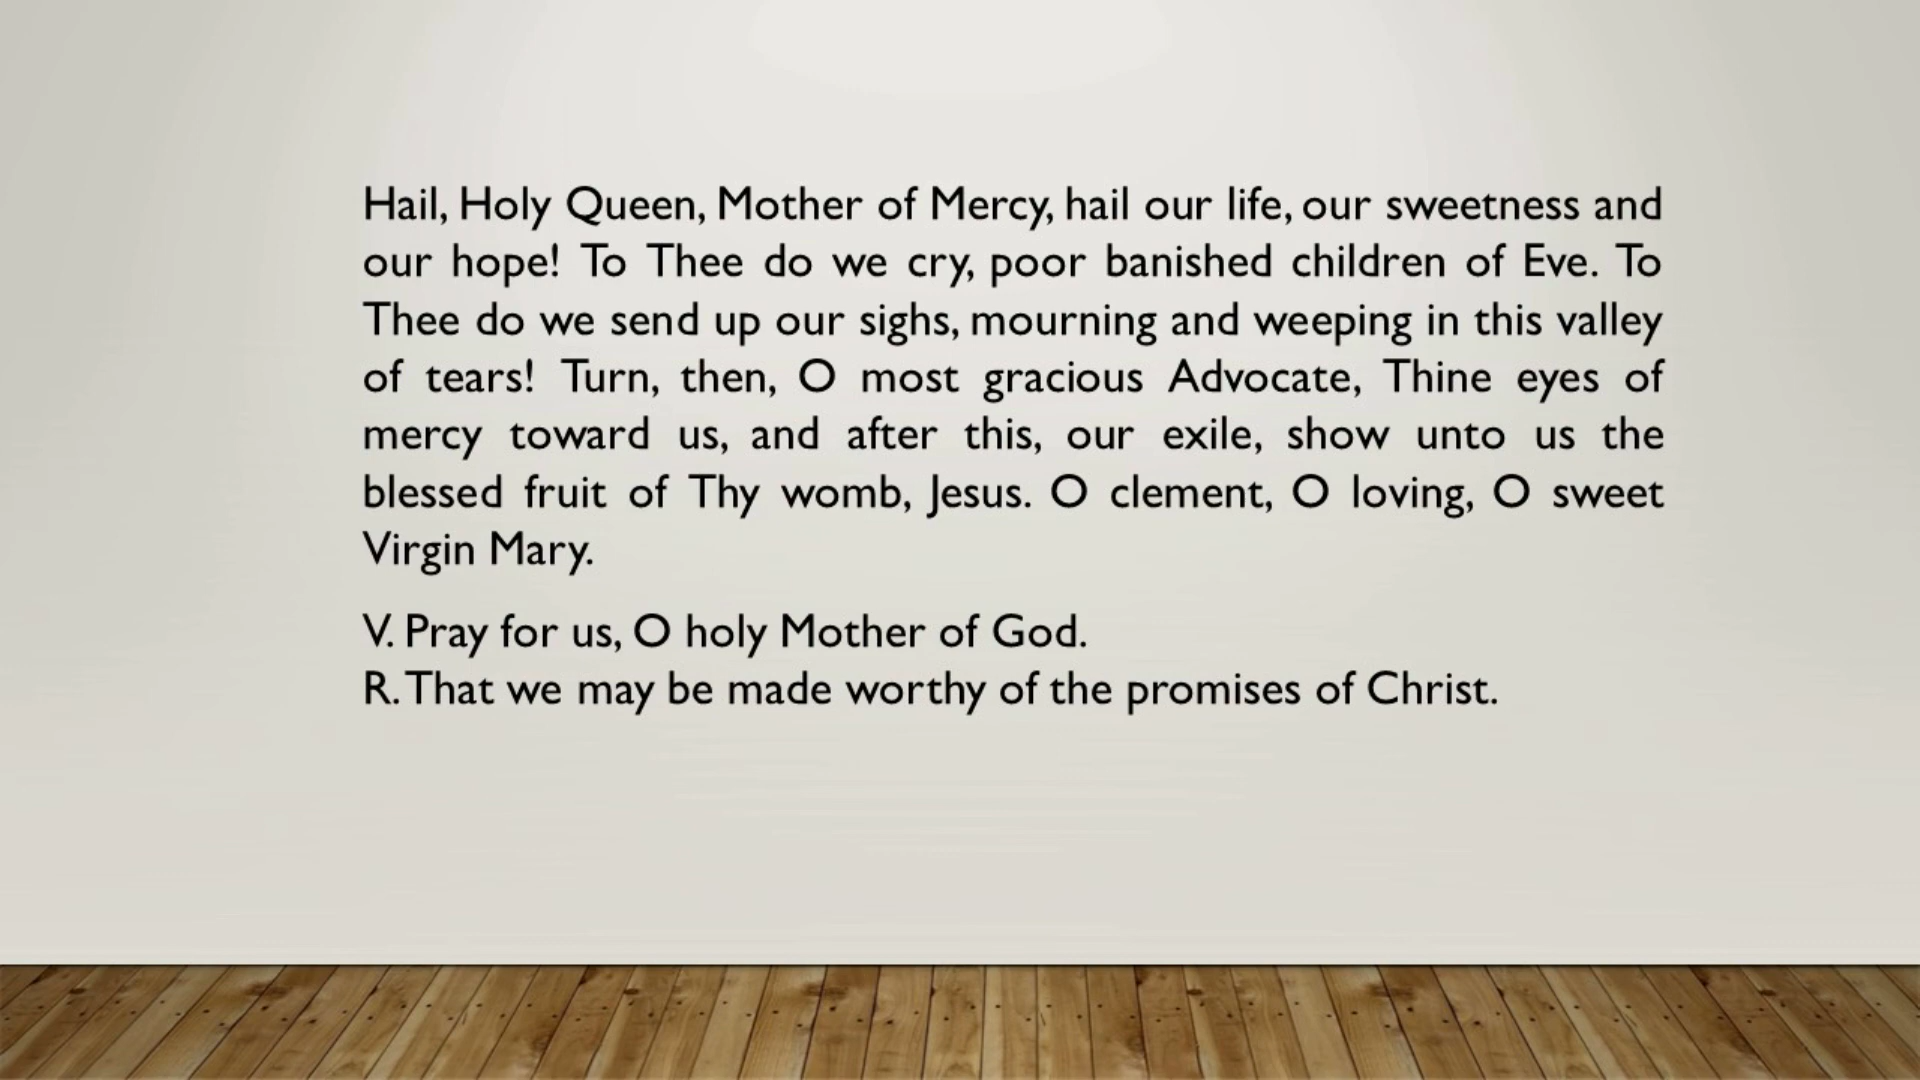 Hail, Holy Queen, Mother of Mercy, hail our life, our sweetness and
our hope! To Thee do we cry, poor banished children of Eve. To
Thee do we send up our sighs, mourning and weeping in this valley
of tears! Turn, then, O most gracious Advocate, Thine eyes of
mercy toward us, and after this, our exile, show unto us the
blessed fruit of Thy womb, Jesus. O clement, O loving, O sweet
Virgin Mary.
V. Pray for us, O holy Mother of God.
R. That we may be made worthy of the promises of Christ.